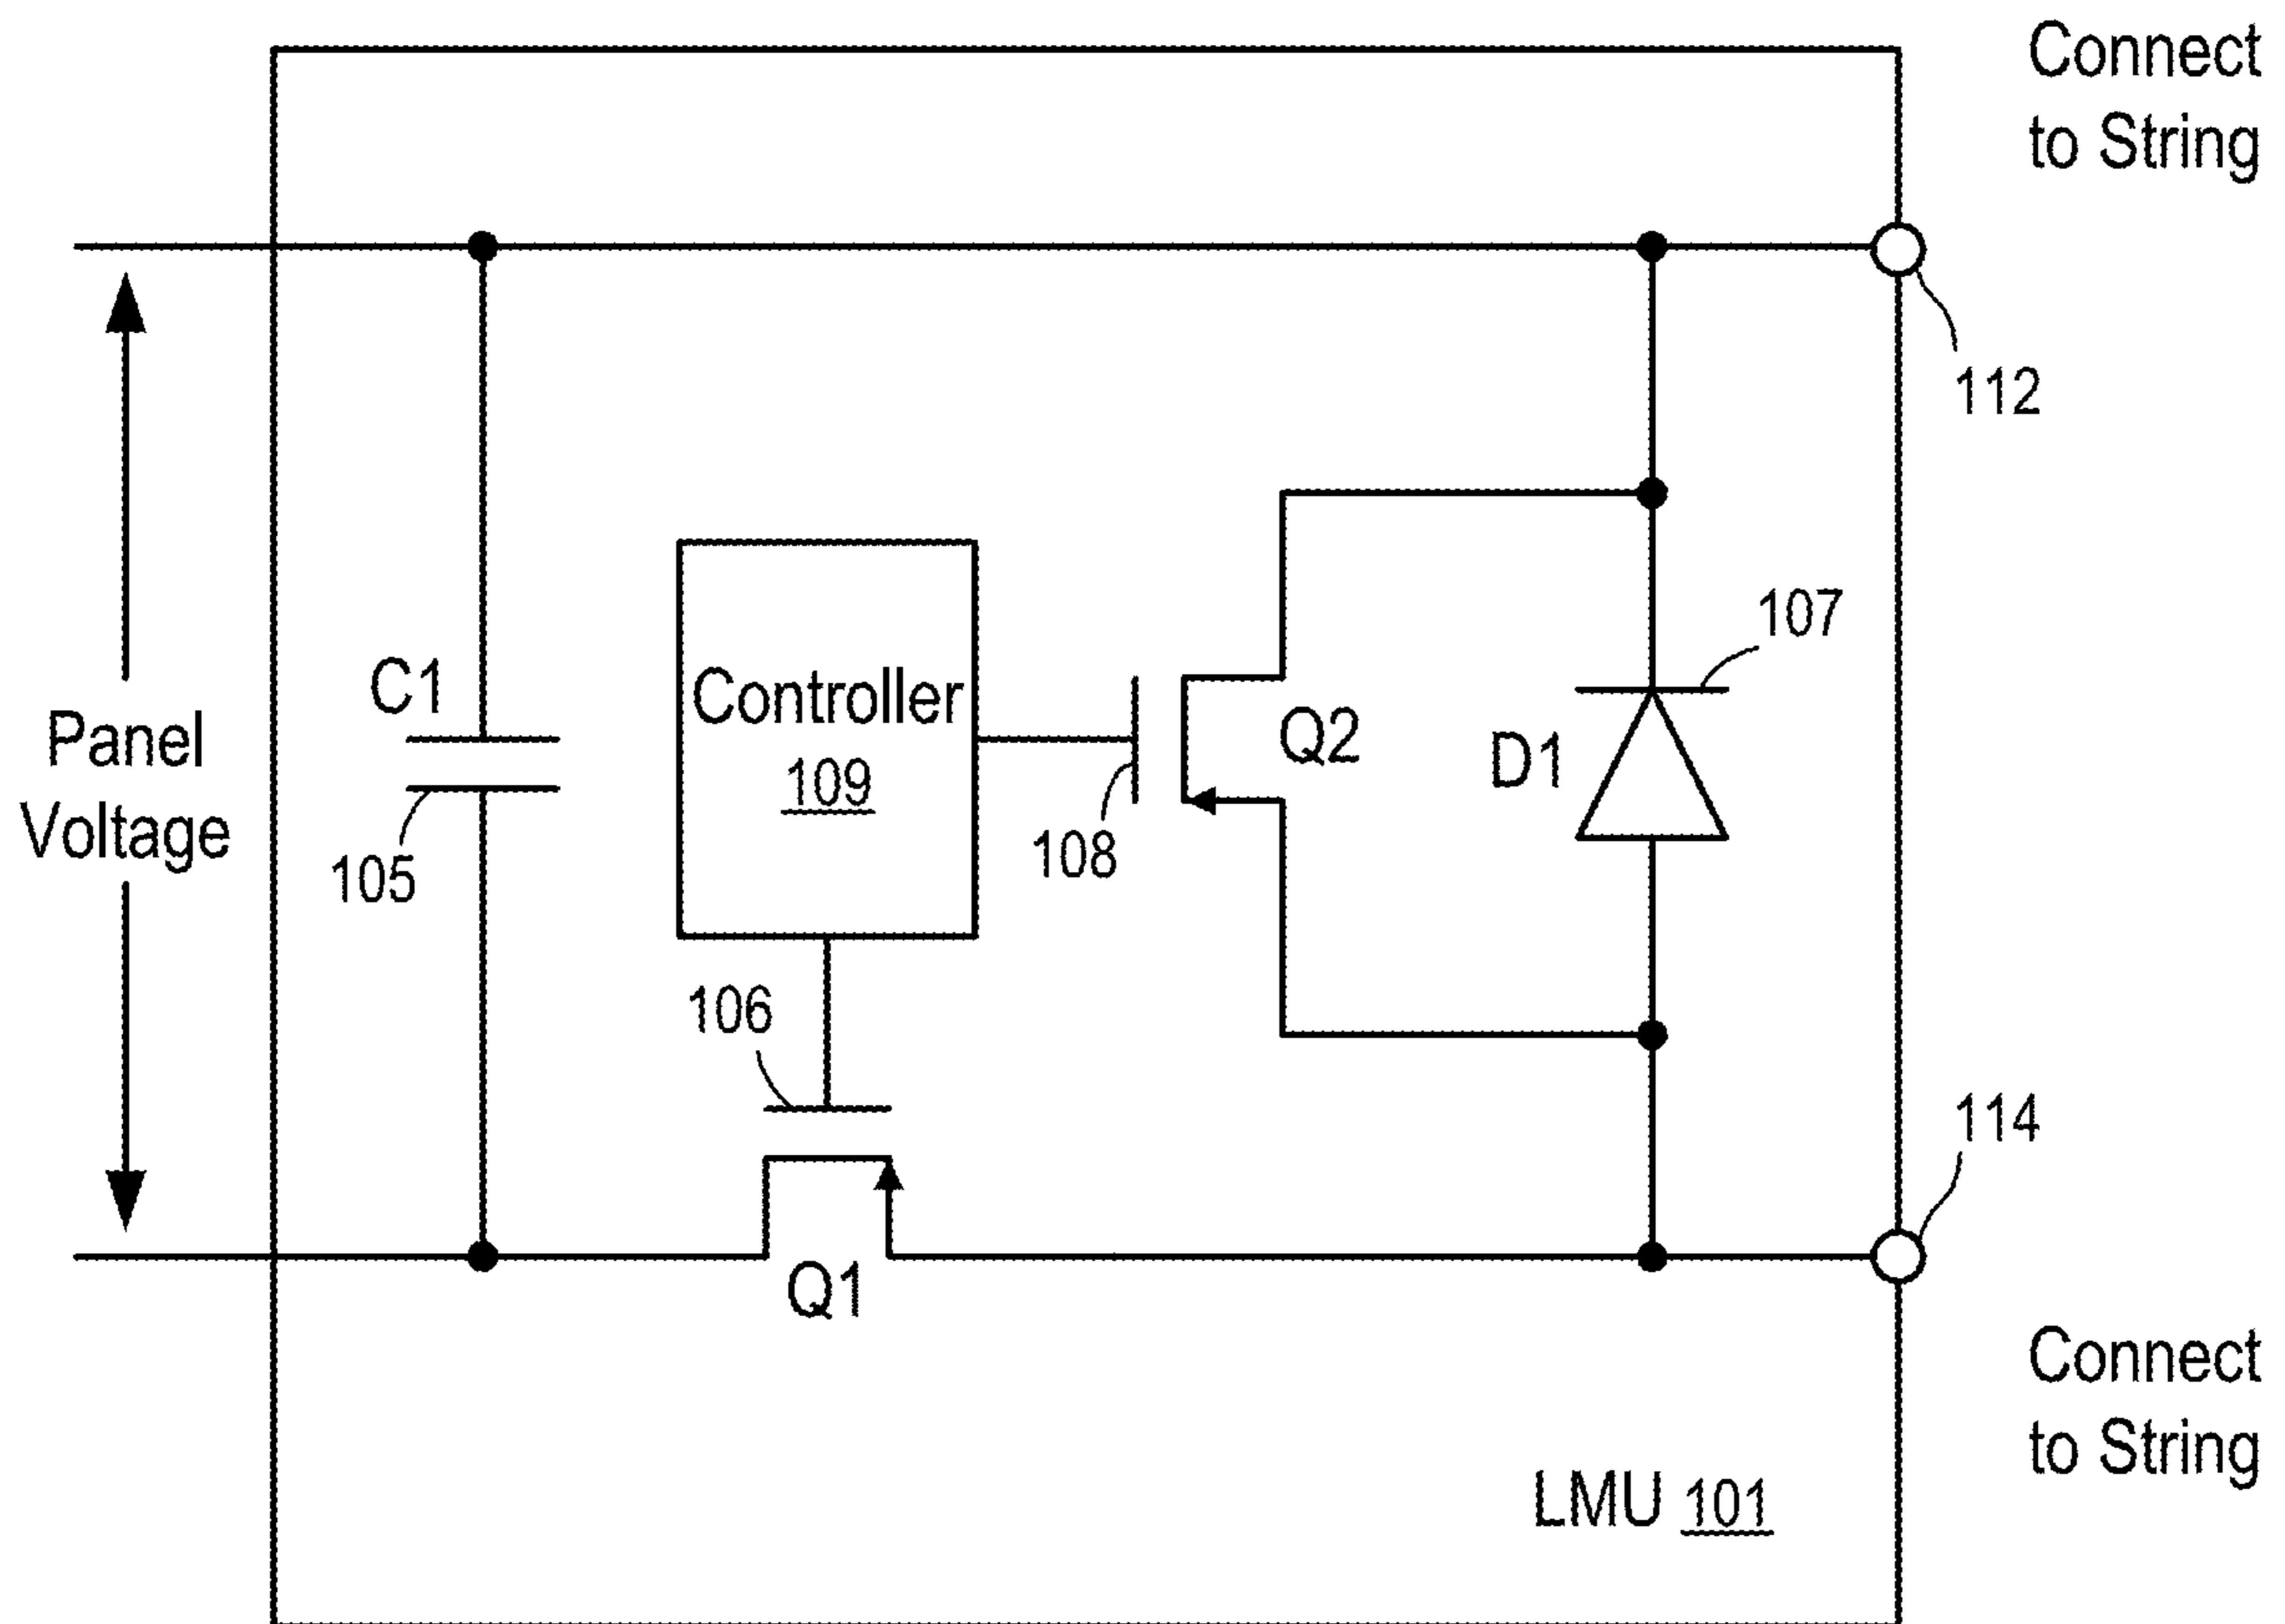 Connect
to String
112
107
C1
Controller
109
Q2
D1
Panel
Voltage
108
105
106
114
Q1
Connect
to String
LMU 101